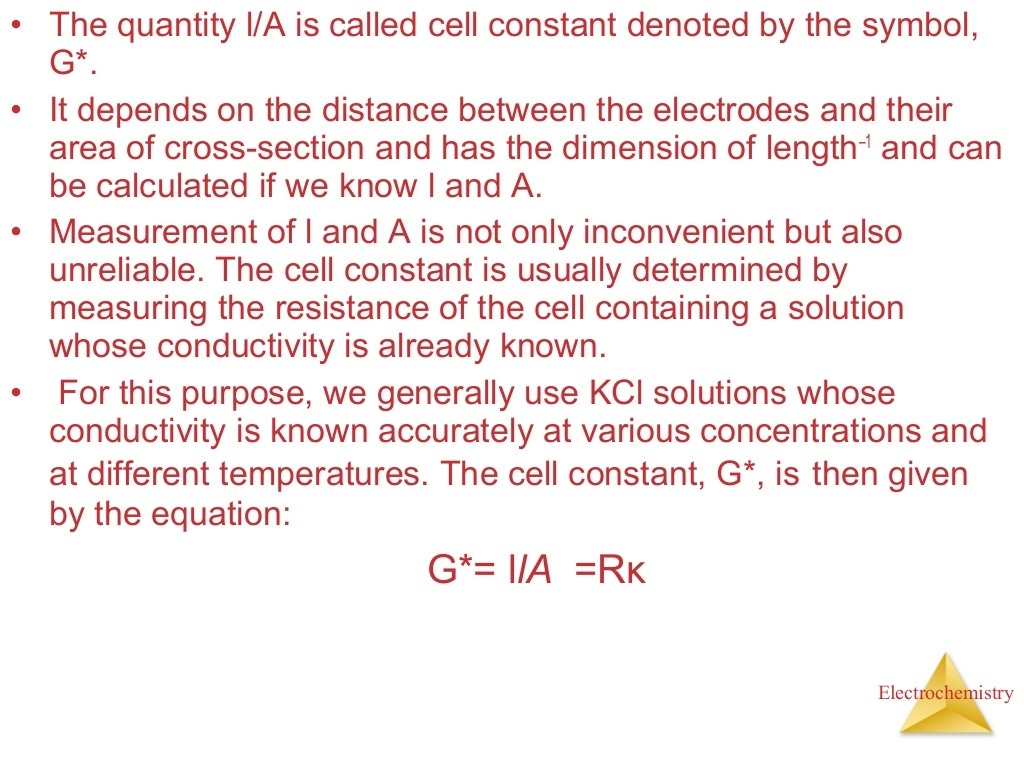 • The quantity l/A is called cell constant denoted by the symbol,
G*.
• It depends on the distance between the electrodes and their
area of cross-section and has the dimension of length⁻¹ and can
be calculated if we know l and A.
• Measurement of l and A is not only inconvenient but also
unreliable. The cell constant is usually determined by
measuring the resistance of the cell containing a solution
whose conductivity is already known.
• For this purpose, we generally use KCl solutions whose
conductivity is known accurately at various concentrations and
at different temperatures. The cell constant, G*, is then given
by the equation:
G*= l/A =Rκ
Electrochemistry